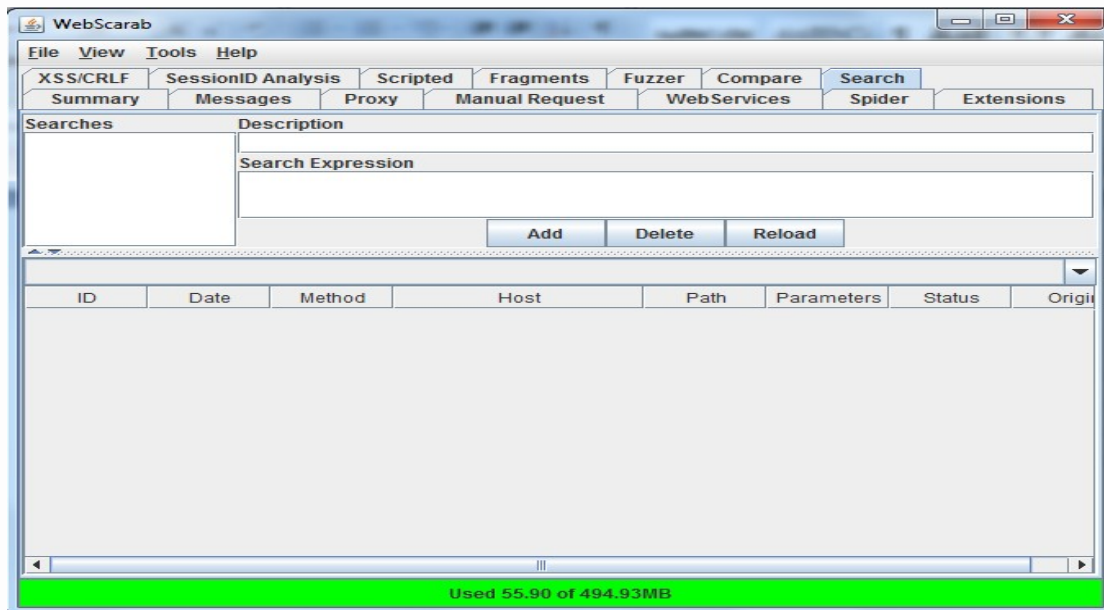 WebScarab
File View Tools Help
XSS/CRLF SessionID Analysis Scripted Fragments Fuzzer Compare Search
Summary Messages Proxy Manual Request WebServices Spider Extensions
Searches Description
Search Expression
Add Delete Reload
ID Date Method Host Path Parameters Status Origin
Used 55.90 of 494.93MB